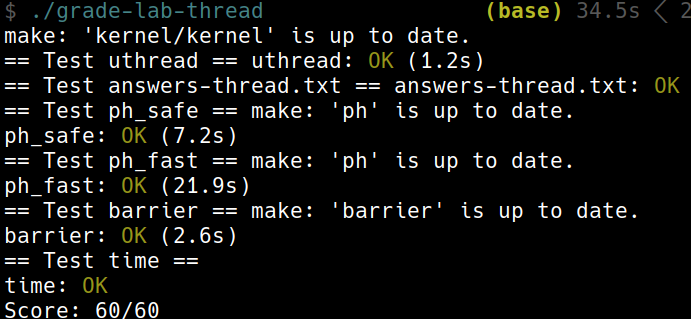 $ ./grade-lab-thread (base) 34.5s < 2
make: 'kernel/kernel' is up to date.
== Test uthread == uthread: OK (1.2s)
== Test answers-thread.txt == answers-thread.txt: OK
== Test ph_safe == make: 'ph' is up to date.
ph_safe: OK (7.2s)
== Test ph_fast == make: 'ph' is up to date.
ph_fast: OK (21.9s)
== Test barrier == make: 'barrier' is up to date.
barrier: OK (2.6s)
== Test time ==
time: OK
Score: 60/60